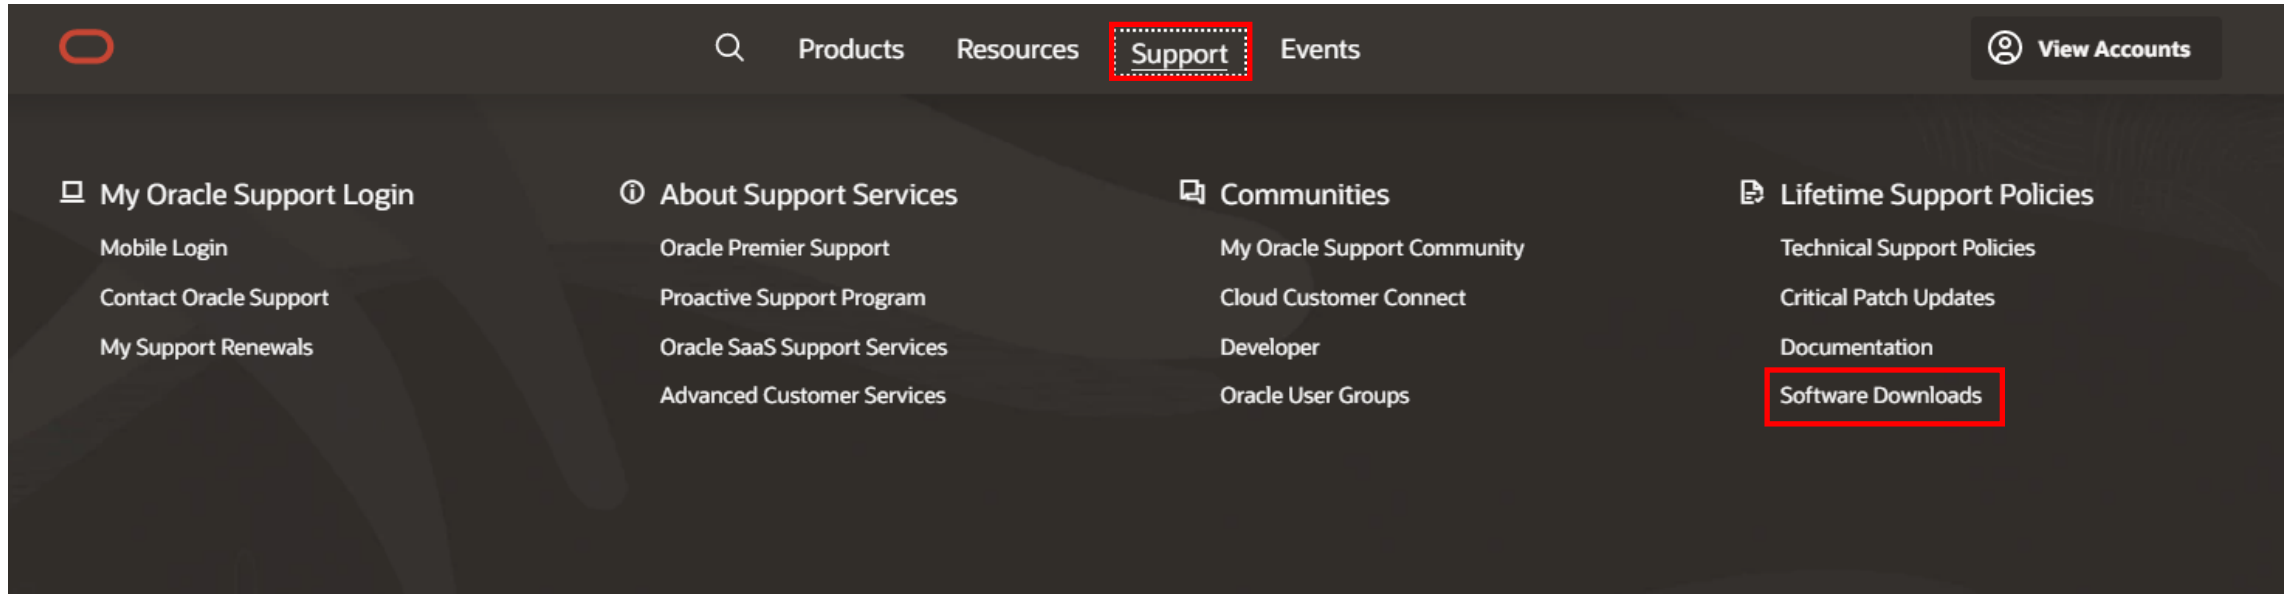 Products Resources Support Events View Accounts
My Oracle Support Login
Mobile Login
Contact Oracle Support
My Support Renewals
About Support Services
Oracle Premier Support
Proactive Support Program
Oracle SaaS Support Services
Advanced Customer Services
Communities
My Oracle Support Community
Cloud Customer Connect
Developer
Oracle User Groups
Lifetime Support Policies
Technical Support Policies
Critical Patch Updates
Documentation
Software Downloads